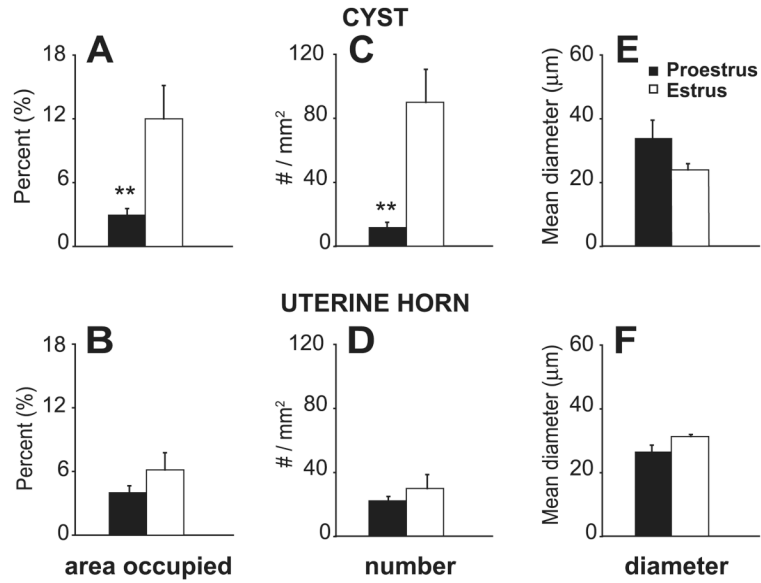 CYST
A
Percent (%)
18
12
6
0
**
C
# / mm²
120
80
40
0
**
E
Mean diameter (μm)
60
40
20
0
Proestrus
Estrus
UTERINE HORN
B
Percent (%)
18
12
6
0
area occupied
D
# / mm²
120
80
40
0
number
F
Mean diameter (μm)
60
40
20
0
diameter